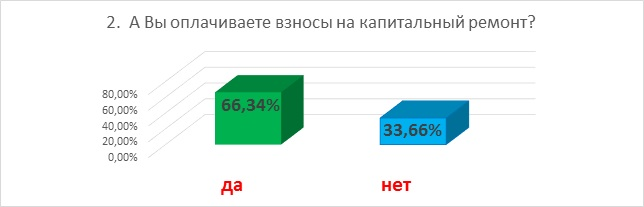 2. А Вы оплачиваете взносы на капитальный ремонт?
80,00%
60,00%
40,00%
20,00%
0,00%
66,34%
33,66%
да
нет